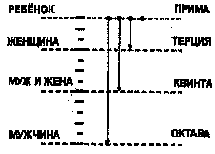 РЕБЁНОК ПРИМА
ЖЕНЩИНА ТЕРЦИЯ
МУЖ И ЖЕНА КВИНТА
МУЖЧИНА ОКТАВА